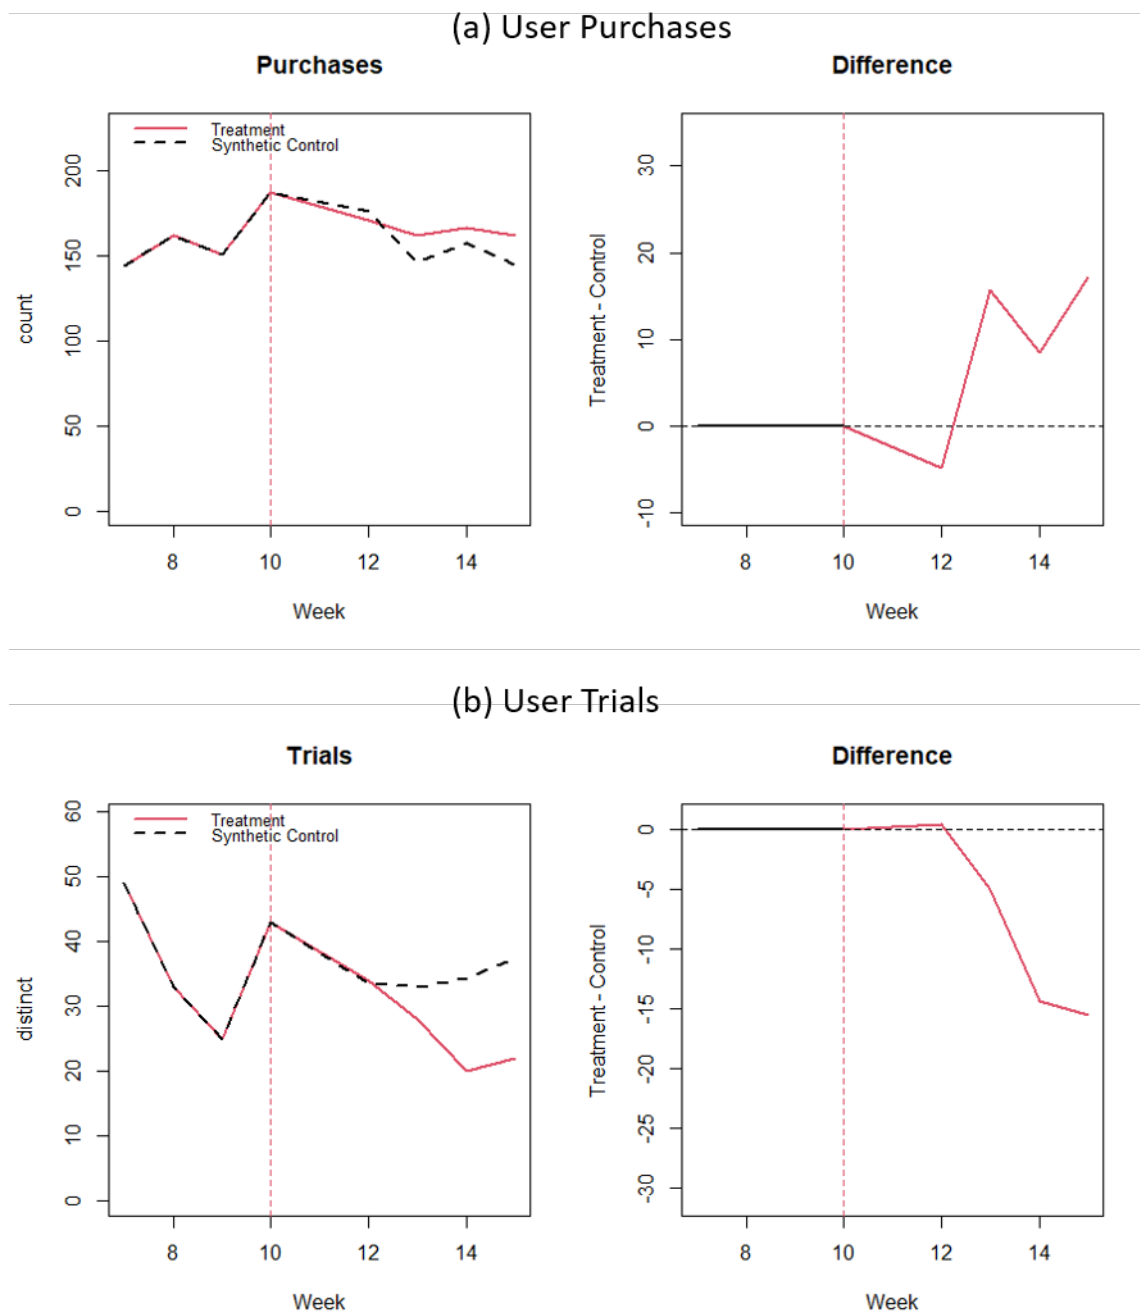 (a) User Purchases
Purchases
Treatment
Synthetic Control
200
150
100
50
0
count
8 10 12 14
Week
Difference
30
20
10
0
-10
Treatment - Control
8 10 12 14
Week
(b) User Trials
Trials
Treatment
Synthetic Control
60
50
40
30
20
10
0
distinct
8 10 12 14
Week
Difference
0
-5
-10
-15
-20
-25
-30
Treatment - Control
8 10 12 14
Week